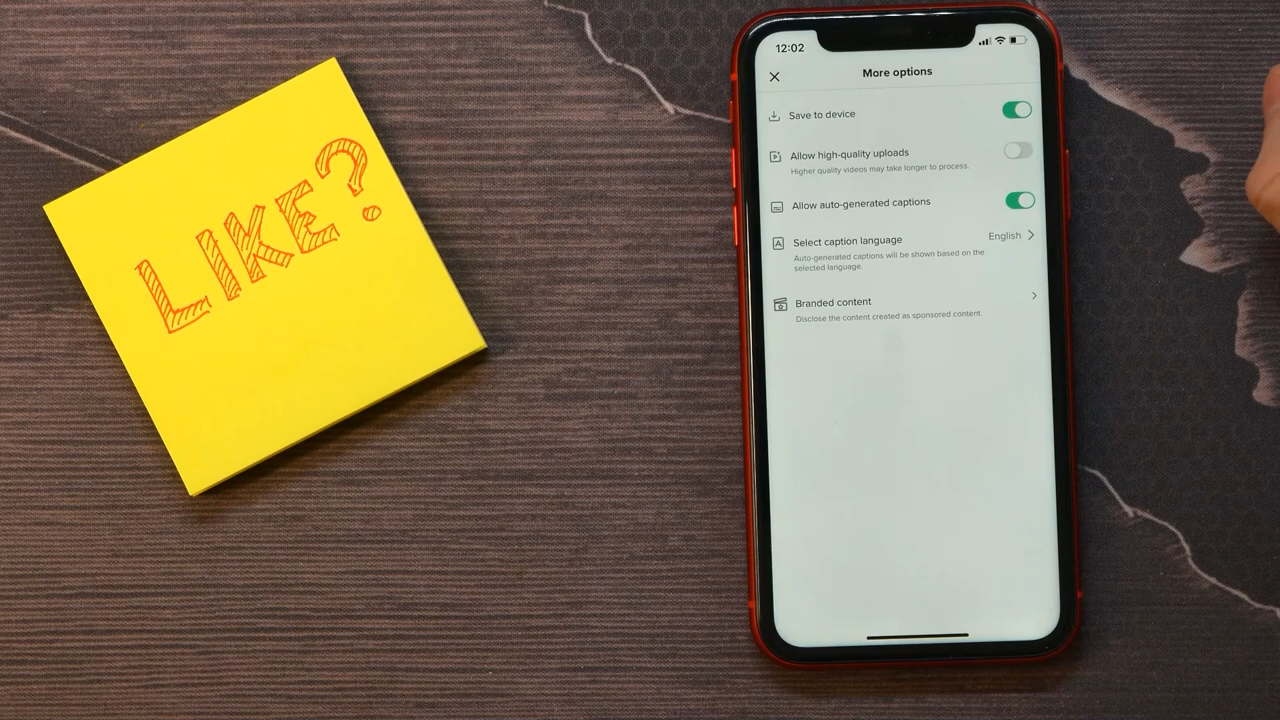 LIKE?
12:02
More options
Save to device
Allow high-quality uploads
Higher quality videos may take longer to process.
Allow auto-generated captions
Select caption language
English
Auto-generated captions will be shown based on the
selected language.
Branded content
Disclose the content created as sponsored content.